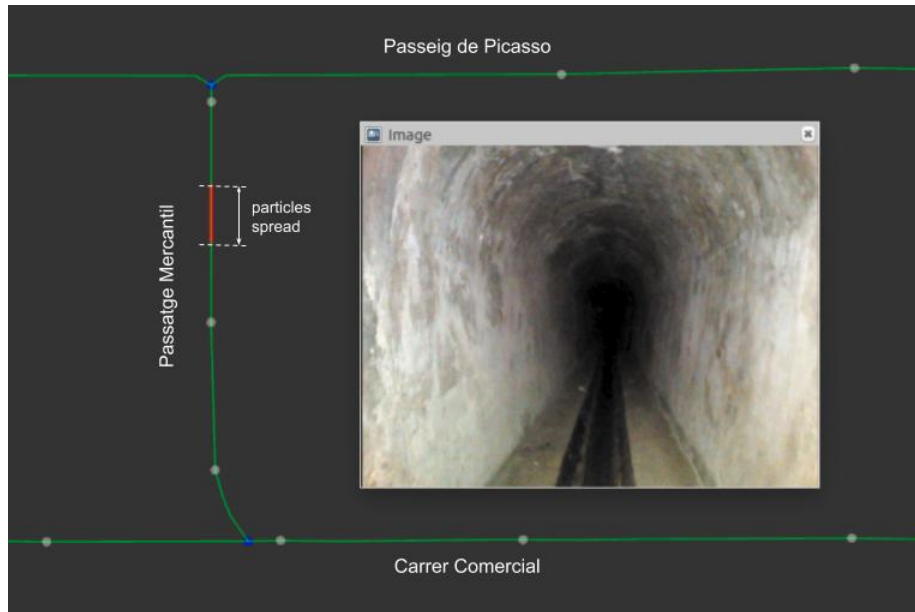 Passeig de Picasso
Image
particles
spread
Passatge Mercantil
Carrer Comercial